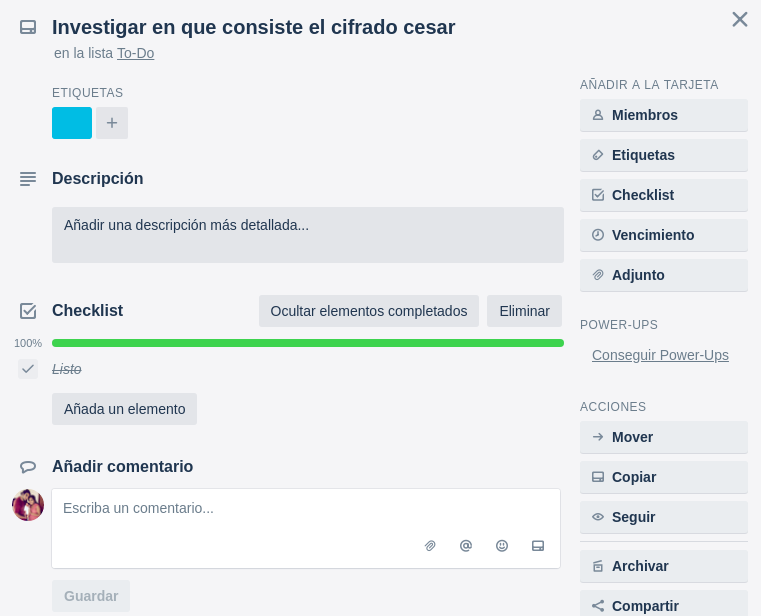 Investigar en que consiste el cifrado cesar
en la lista To-Do
ETIQUETAS
Descripción
Añadir una descripción más detallada...
Checklist
Ocultar elementos completados
Eliminar
100%
Listo
Añada un elemento
Añadir comentario
Escriba un comentario...
Guardar
AÑADIR A LA TARJETA
Miembros
Etiquetas
Checklist
Vencimiento
Adjunto
POWER-UPS
Conseguir Power-Ups
ACCIONES
Mover
Copiar
Seguir
Archivar
Compartir